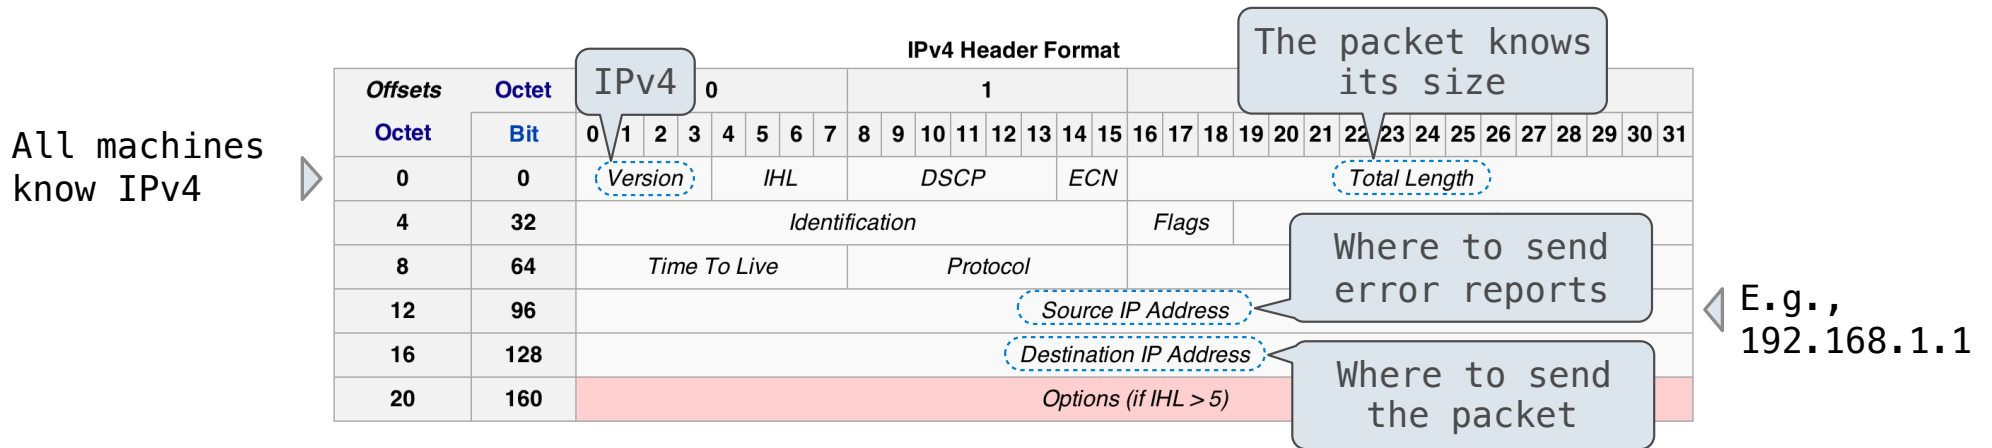 IPv4 Header Format
The packet knows
its size
IPv4
Offsets Octet 0 1
Octet Bit 0 1 2 3 4 5 6 7 8 9 10 11 12 13 14 15 16 17 18 19 20 21 22 23 24 25 26 27 28 29 30 31
All machines
know IPv4
0 0 Version IHL DSCP ECN Total Length
4 32 Identification Flags
8 64 Time To Live Protocol
Where to send
error reports
12 96 Source IP Address
E.g.,
192.168.1.1
16 128 Destination IP Address
Where to send
the packet
20 160 Options (if IHL > 5)